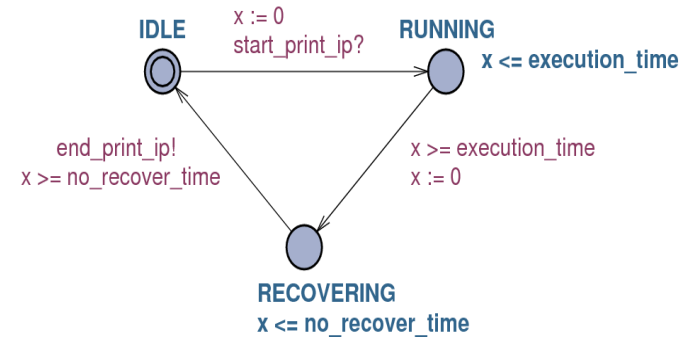 x := 0
IDLE
start_print_ip?
RUNNING
x <= execution_time
end_print_ip!
x >= no_recover_time
x >= execution_time
x := 0
RECOVERING
x <= no_recover_time